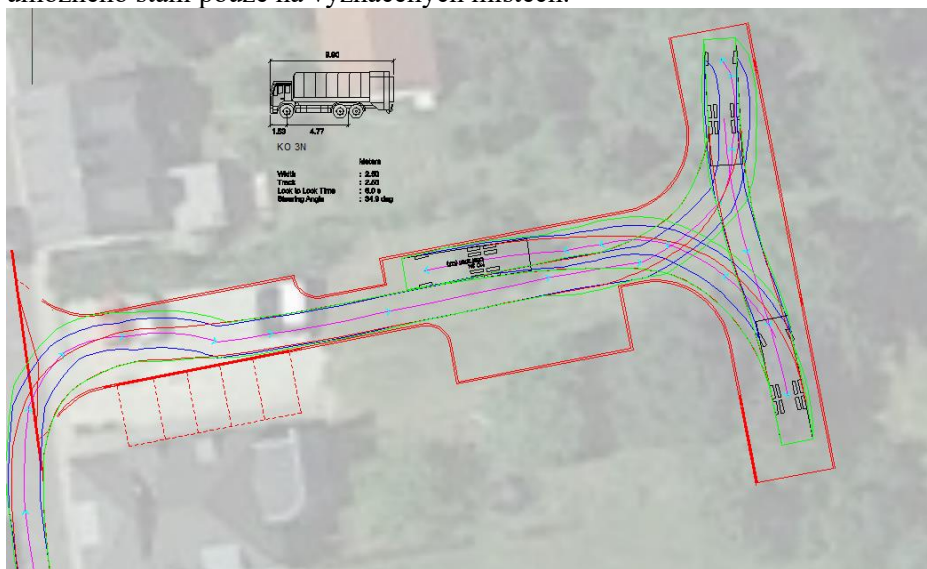 umožněno stání pouze na vyznačených místech.
9.90
1.53
4.77
KO 3N
Meters
Width : 2.50
Track : 2.50
Lock to Lock Time : 6.0 s
Steering Angle : 34.9 deg